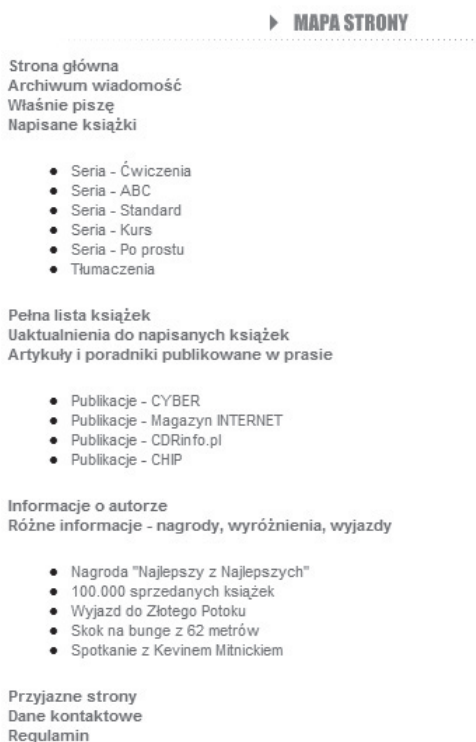 MAPA STRONY
Strona główna
Archiwum wiadomość
Właśnie piszę
Napisane książki
Seria - Ćwiczenia
Seria - ABC
Seria - Standard
Seria - Kurs
Seria - Po prostu
Tłumaczenia
Pełna lista książek
Uaktualnienia do napisanych książek
Artykuły i poradniki publikowane w prasie
Publikacje - CYBER
Publikacje - Magazyn INTERNET
Publikacje - CDRinfo.pl
Publikacje - CHIP
Informacje o autorze
Różne informacje - nagrody, wyróżnienia, wyjazdy
Nagroda "Najlepszy z Najlepszych"
100.000 sprzedanych książek
Wyjazd do Złotego Potoku
Skok na bunge z 62 metrów
Spotkanie z Kevinem Mitnickiem
Przyjazne strony
Dane kontaktowe
Regulamin